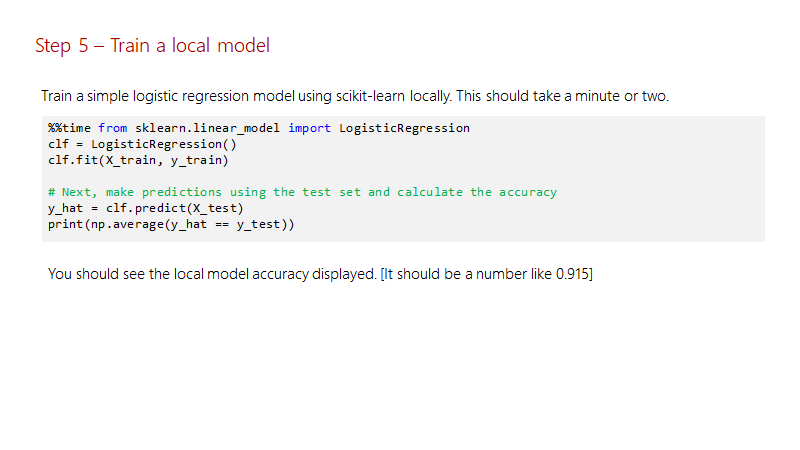 Step 5 – Train a local model
Train a simple logistic regression model using scikit-learn locally. This should take a minute or two.
%%time from sklearn.linear_model import LogisticRegression
clf = LogisticRegression()
clf.fit(X_train, y_train)
# Next, make predictions using the test set and calculate the accuracy
y_hat = clf.predict(X_test)
print(np.average(y_hat == y_test))
You should see the local model accuracy displayed. [It should be a number like 0.915]